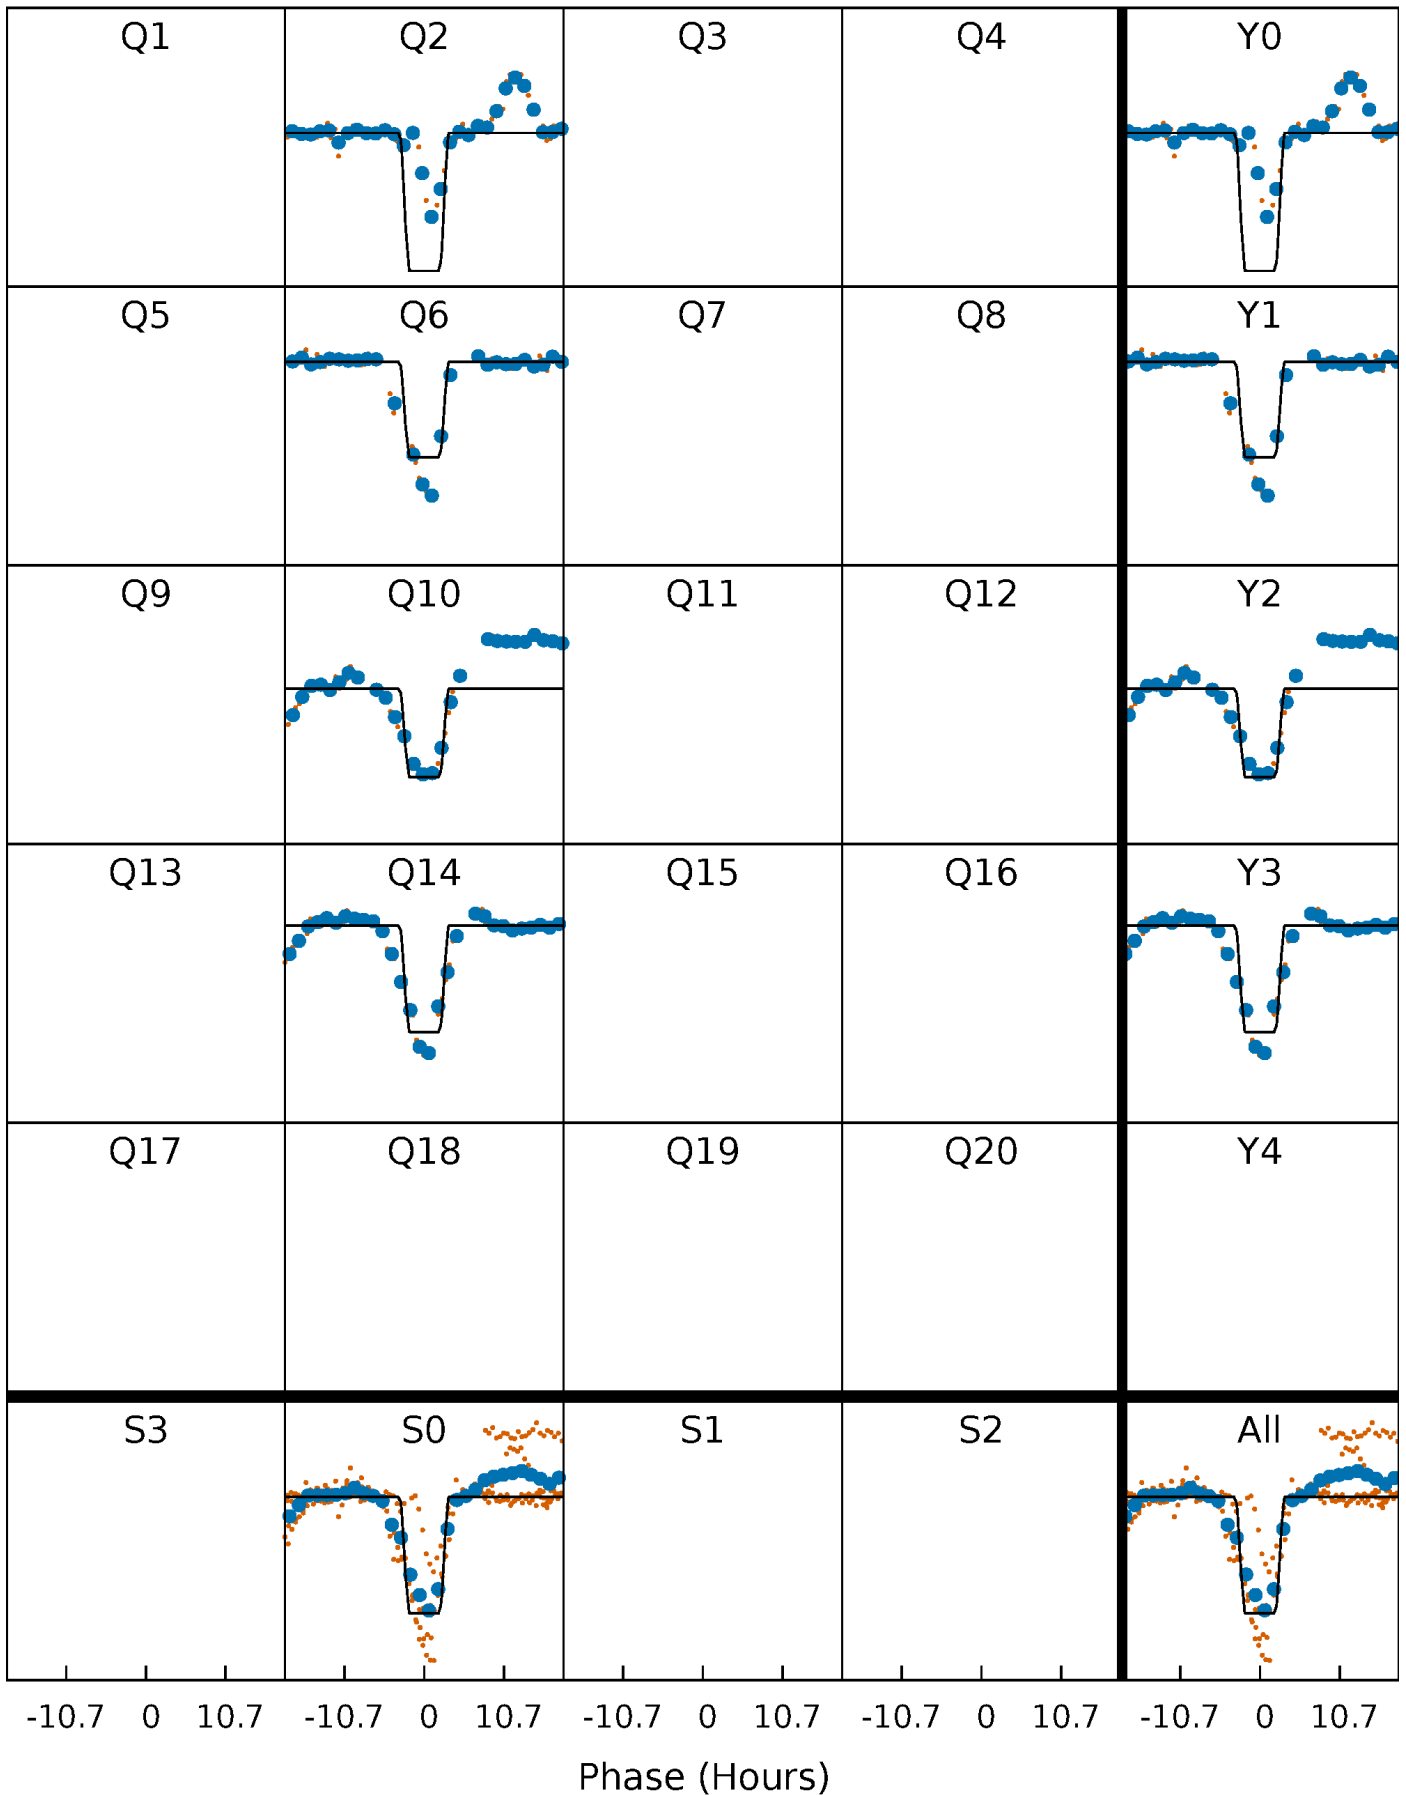 Q1 Q2 Q3 Q4 Y0
Q5 Q6 Q7 Q8 Y1
Q9 Q10 Q11 Q12 Y2
Q13 Q14 Q15 Q16 Y3
Q17 Q18 Q19 Q20 Y4
S3 S0 S1 S2 All
-10.7 0 10.7 -10.7 0 10.7 -10.7 0 10.7 -10.7 0 10.7 -10.7 0 10.7
Phase (Hours)